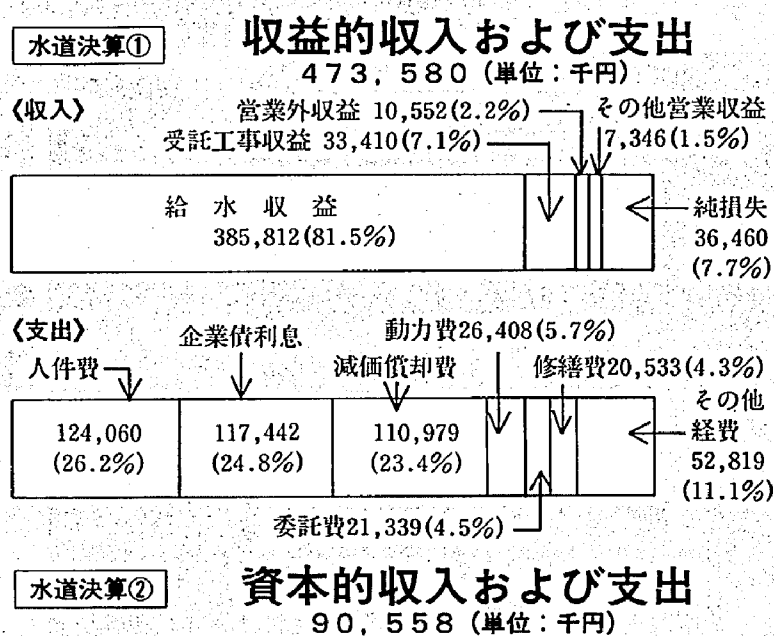 水道決算①
収益的収入および支出
473,580(単位:千円)
《収入》
営業外収益 10,552(2.2%)
その他営業収益
7,346(1.5%)
受託工事収益 33,410(7.1%)
給水収益
385,812(81.5%)
純損失
36,460
(7.7%)
《支出》
人件費
企業債利息
動力費26,408(5.7%)
減価償却費
修繕費20,533(4.3%)
124,060
(26.2%)
117,442
(24.8%)
110,979
(23.4%)
その他
経費
52,819
(11.1%)
委託費21,339(4.5%)
水道決算②
資本的収入および支出
90,558(単位:千円)